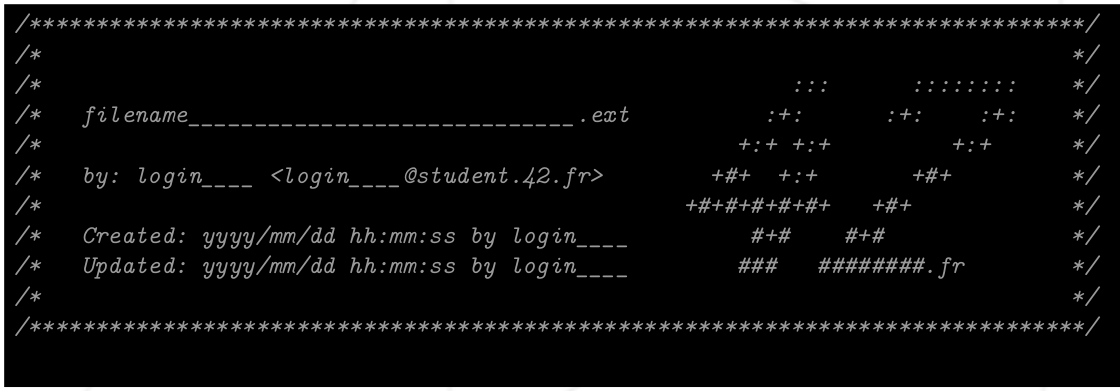 /******************************************************************************/
/*                                                                            */
/*                                                        :::      ::::::::   */
/*   filename_____________________________.ext          :+:      :+:    :+:   */
/*                                                    +:+ +:+         +:+     */
/*   by: login____ <login____@student.42.fr>        +#+  +:+       +#+        */
/*                                                +#+#+#+#+#+   +#+           */
/*   Created: yyyy/mm/dd hh:mm:ss by login____         #+#    #+#             */
/*   Updated: yyyy/mm/dd hh:mm:ss by login____        ###   ########.fr       */
/*                                                                            */
/******************************************************************************/